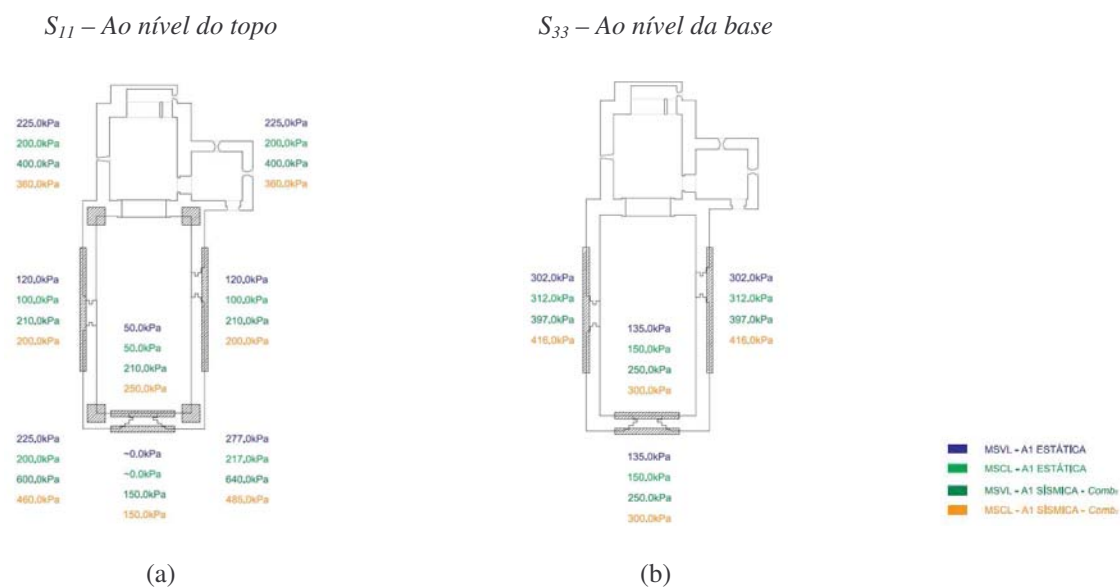 S11 – Ao nível do topo
S33 – Ao nível da base
225.0kPa
200.0kPa
400.0kPa
360.0kPa
225.0kPa
200.0kPa
400.0kPa
360.0kPa
120.0kPa
100.0kPa
210.0kPa
200.0kPa
120.0kPa
100.0kPa
210.0kPa
200.0kPa
50.0kPa
50.0kPa
210.0kPa
250.0kPa
225.0kPa
200.0kPa
600.0kPa
460.0kPa
~0.0kPa
~0.0kPa
150.0kPa
150.0kPa
277.0kPa
217.0kPa
640.0kPa
485.0kPa
302.0kPa
312.0kPa
397.0kPa
416.0kPa
302.0kPa
312.0kPa
397.0kPa
416.0kPa
135.0kPa
150.0kPa
250.0kPa
300.0kPa
135.0kPa
150.0kPa
250.0kPa
300.0kPa
MSVL - A1 ESTÁTICA
MSCL - A1 ESTÁTICA
MSVL - A1 SÍSMICA - Comb.
MSCL - A1 SÍSMICA - Comb.
(a)
(b)